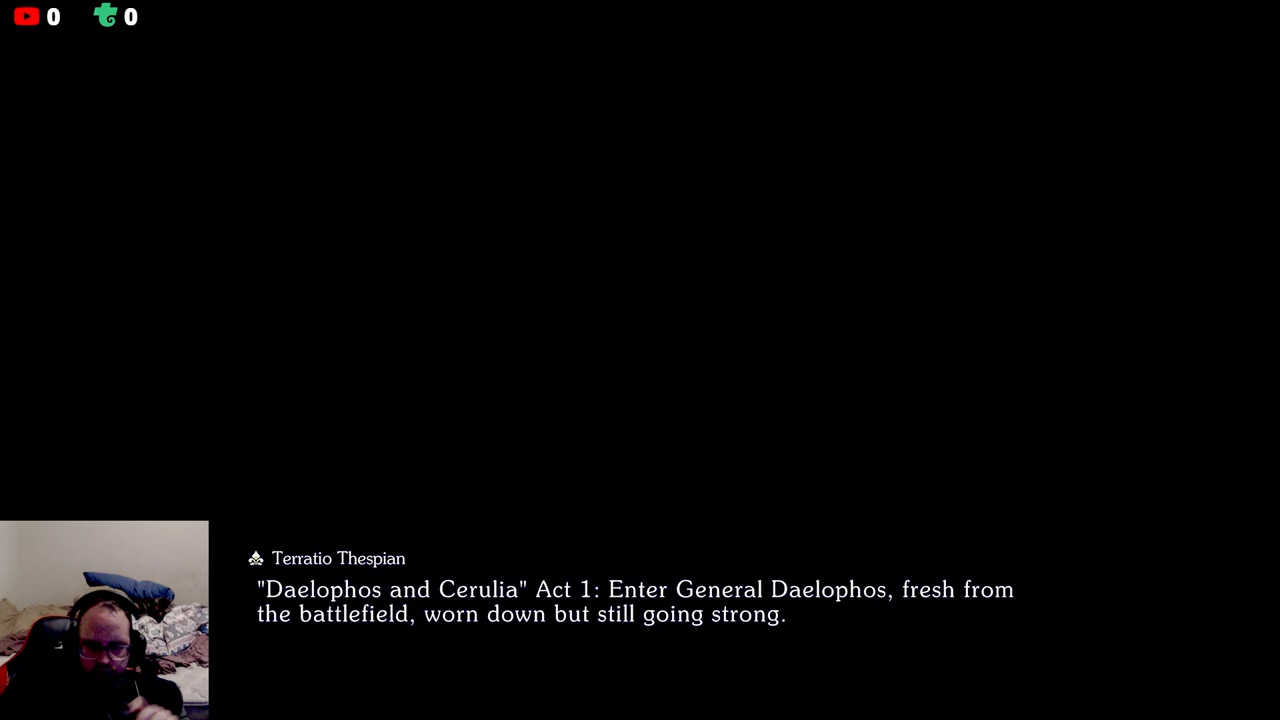 0 0
Terratio Thespian
"Daelophos and Cerulia" Act 1: Enter General Daelophos, fresh from
the battlefield, worn down but still going strong.